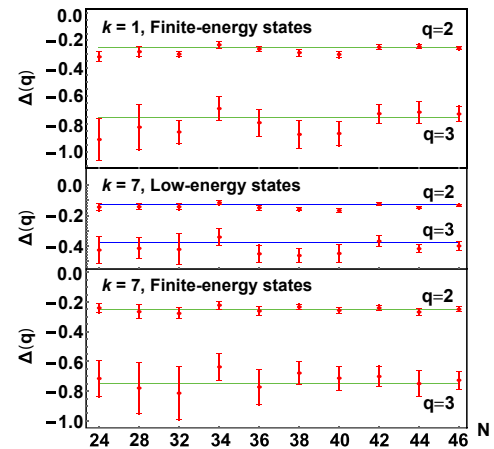 0.0
k = 1, Finite-energy states
q=2
−0.2
−0.4
Δ(q)
−0.6
−0.8
q=3
−1.0
0.0
k = 7, Low-energy states
q=2
−0.2
Δ(q)
q=3
−0.4
0.0
k = 7, Finite-energy states
−0.2
q=2
−0.4
Δ(q)
−0.6
−0.8
q=3
−1.0
N
24 28 32 34 36 38 40 42 44 46